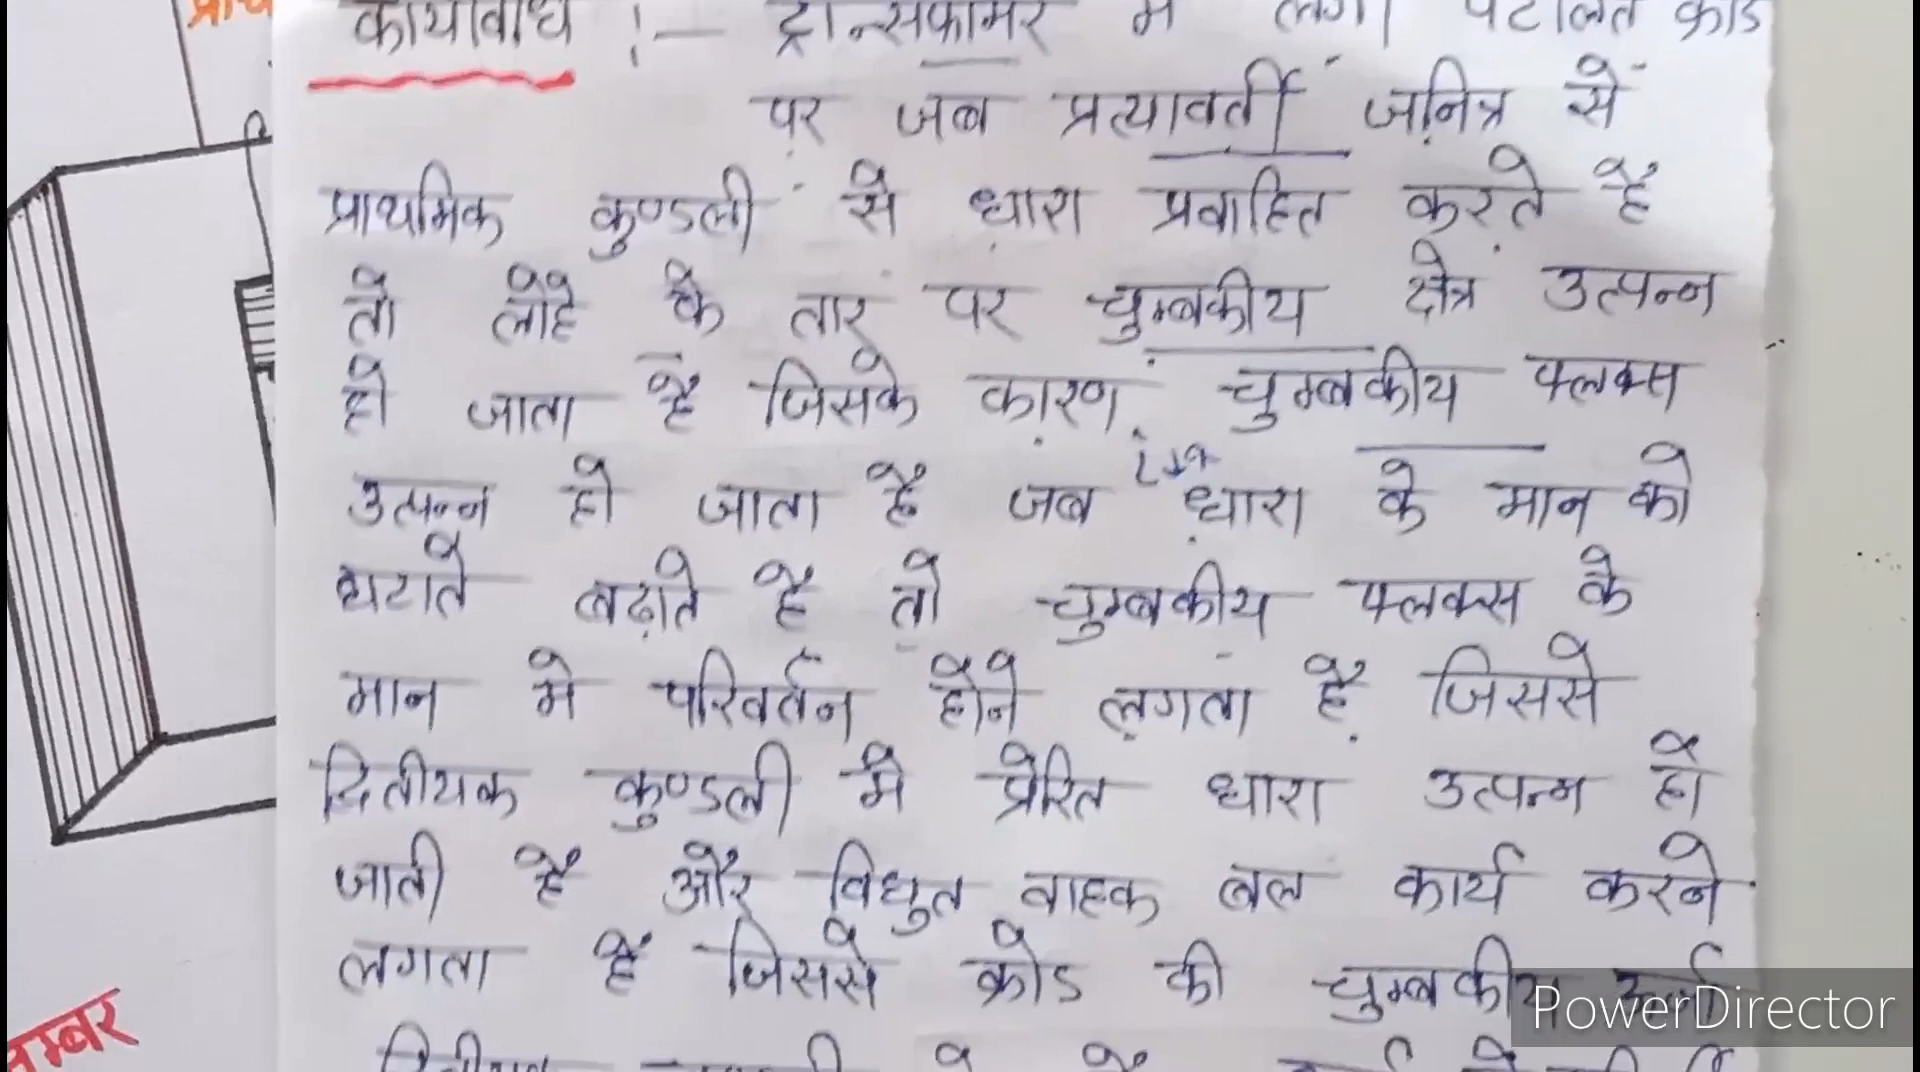 कार्यविधि :- ट्रान्सफार्मर में लगी पटलित क्रोड
पर जब प्रत्यावर्ती जनित्र से
प्राथमिक कुण्डली से धारा प्रवाहित करते है
तो लोहे के तार पर चुम्बकीय क्षेत्र उत्पन्न
हो जाता है जिसके कारण चुम्बकीय फ्लक्स
उत्पन्न हो जाता है जब धारा के मान को
घटाते बढ़ाते है तो चुम्बकीय फ्लक्स के
मान मे परिवर्तन होने लगता है जिससे
दितीयक कुण्डली मे प्रेरित धारा उत्पन्न हो
जाती है और विधुत वाहक बल कार्य करने
लगता है जिससे क्रोड की चुम्बकीय ऊर्जा
म्बर
PowerDirector